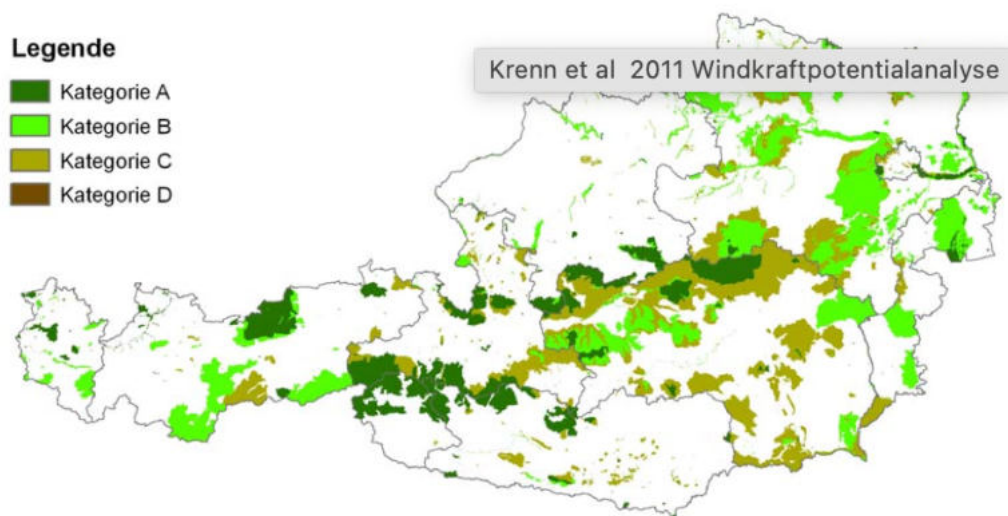 Legende
Kategorie A
Kategorie B
Kategorie C
Kategorie D
Krenn et al 2011 Windkraftpotentialanalyse